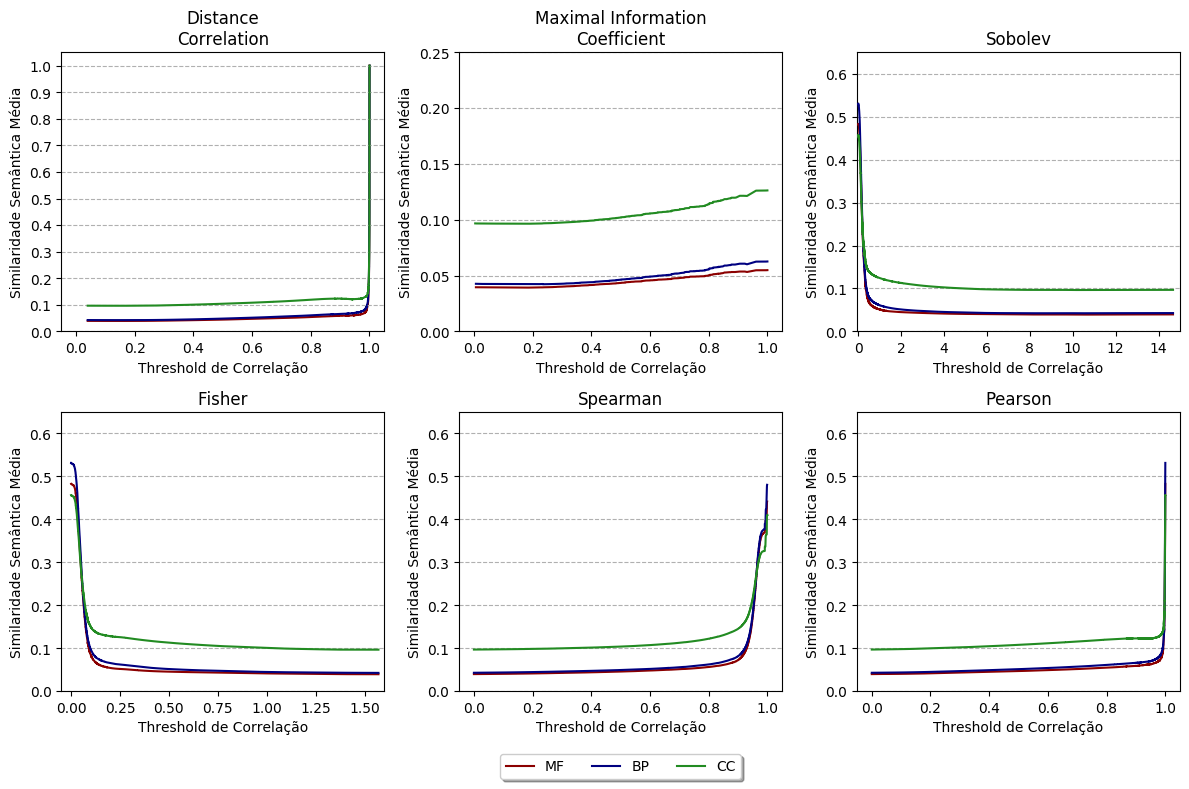 Distance
Correlation
Similaridade Semântica Média
1.0
0.9
0.8
0.7
0.6
0.5
0.4
0.3
0.2
0.1
0.0
0.0 0.2 0.4 0.6 0.8 1.0
Threshold de Correlação
Maximal Information
Coefficient
Similaridade Semântica Média
0.25
0.20
0.15
0.10
0.05
0.00
0.0 0.2 0.4 0.6 0.8 1.0
Threshold de Correlação
Sobolev
Similaridade Semântica Média
0.6
0.5
0.4
0.3
0.2
0.1
0.0
0 2 4 6 8 10 12 14
Threshold de Correlação
Fisher
Similaridade Semântica Média
0.6
0.5
0.4
0.3
0.2
0.1
0.0
0.00 0.25 0.50 0.75 1.00 1.25 1.50
Threshold de Correlação
Spearman
Similaridade Semântica Média
0.6
0.5
0.4
0.3
0.2
0.1
0.0
0.0 0.2 0.4 0.6 0.8 1.0
Threshold de Correlação
Pearson
Similaridade Semântica Média
0.6
0.5
0.4
0.3
0.2
0.1
0.0
0.0 0.2 0.4 0.6 0.8 1.0
Threshold de Correlação
MF BP CC